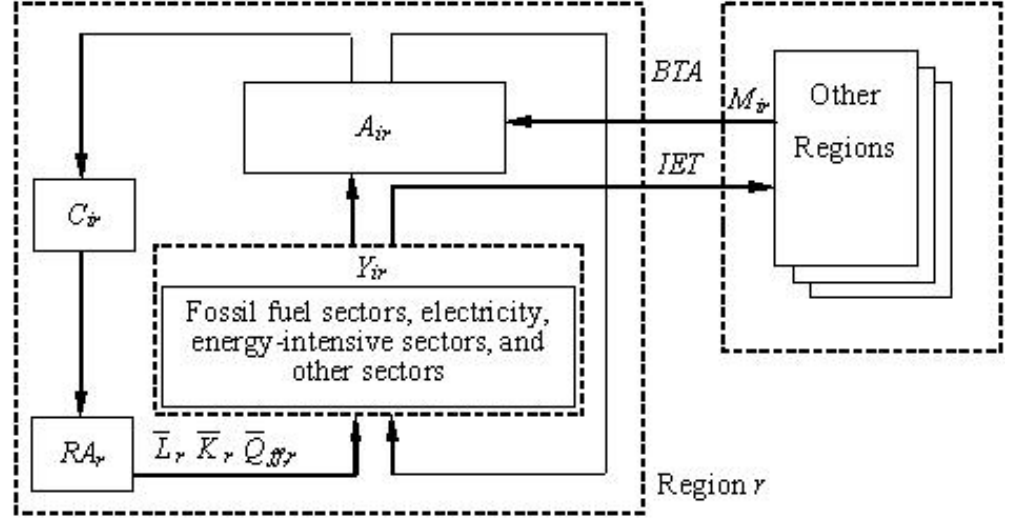 BTA
M_ir
Other
Regions
A_ir
IET
C_ir
Y_ir
Fossil fuel sectors, electricity,
energy-intensive sectors, and
other sectors
RA_r
L̅_r K̅_r Q̅_ff,r
Region r